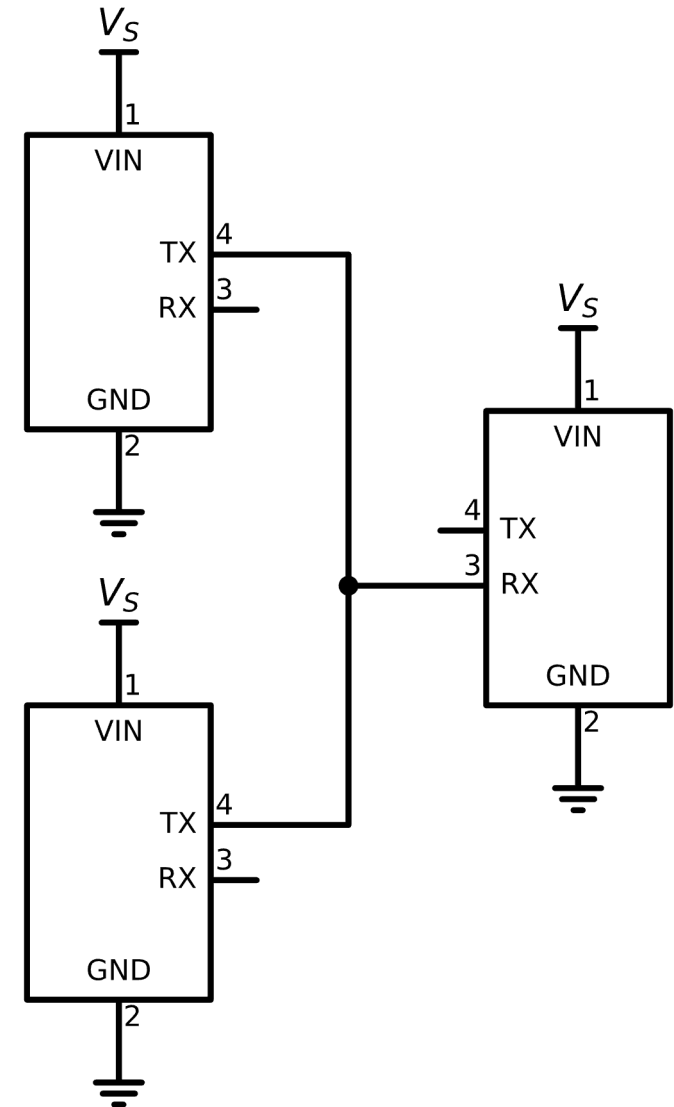 V_S
1
VIN
TX 4
RX 3
GND
2
V_S
1
VIN
4 TX
3 RX
GND
2
V_S
1
VIN
TX 4
RX 3
GND
2